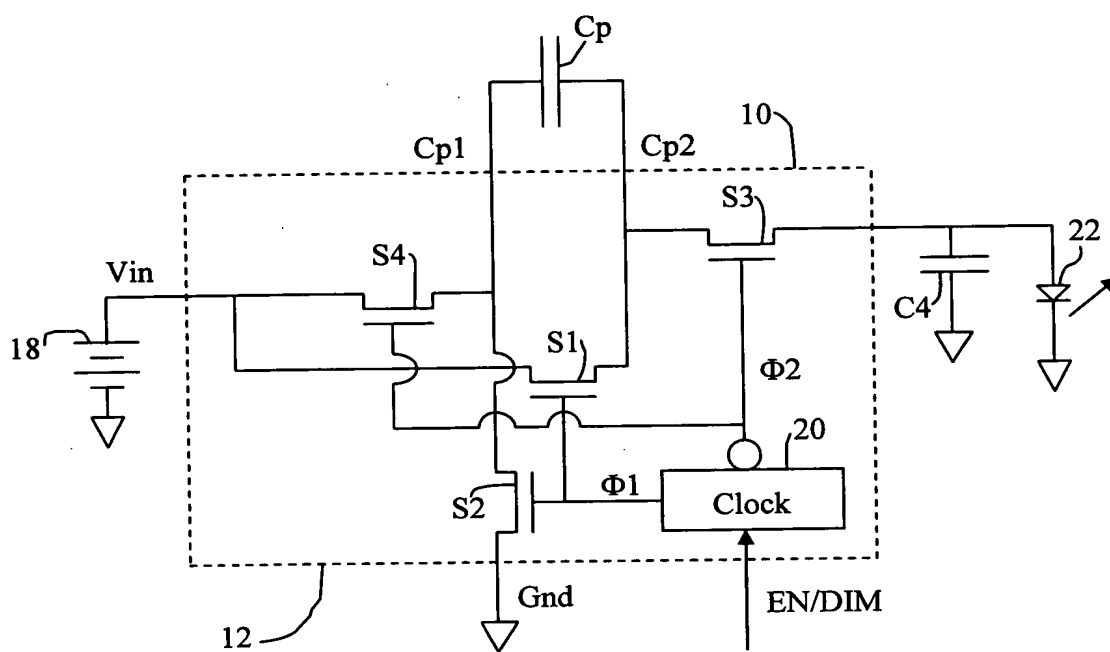 Cp
10
Cp1
Cp2
S3
S4
22
Vin
C4
18
S1
Φ2
20
S2
Φ1
Clock
Gnd
EN/DIM
12